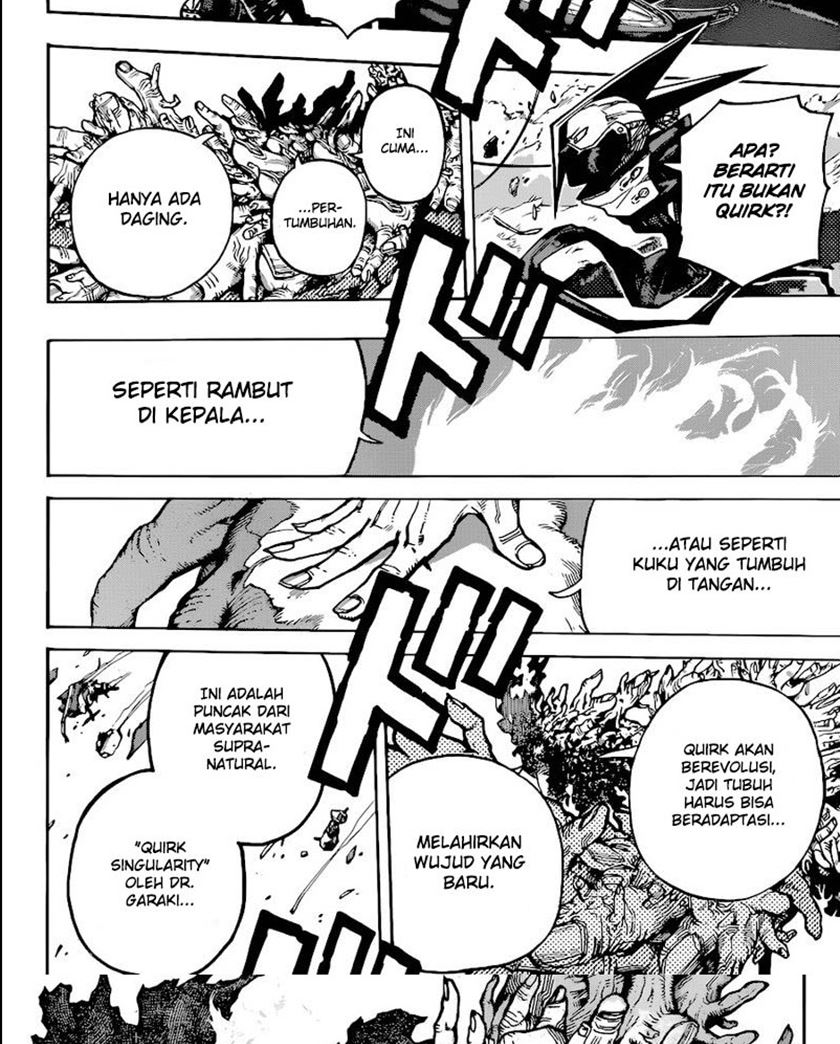 APA?
BERARTI
ITU BUKAN
QUIRK?!
INI
CUMA...
...PER-
TUMBUHAN.
HANYA ADA
DAGING.
ドドド
SEPERTI RAMBUT
DI KEPALA...
...ATAU SEPERTI
KUKU YANG TUMBUH
DI TANGAN...
QUIRK AKAN
BEREVOLUSI,
JADI TUBUH
HARUS BISA
BERADAPTASI...
MELAHIRKAN
WUJUD YANG
BARU.
INI ADALAH
PUNCAK DARI
MASYARAKAT
SUPRA-
NATURAL.
"QUIRK
SINGULARITY"
OLEH DR.
GARAKI...